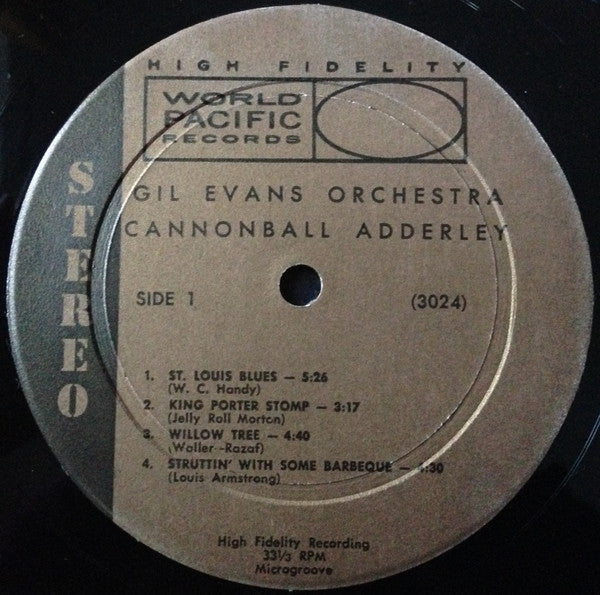 HIGH FIDELITY
WORLD
PACIFIC
RECORDS
STEREO
GIL EVANS ORCHESTRA
CANNONBALL ADDERLEY
SIDE 1 (3024)
1. ST. LOUIS BLUES — 5:26
(W. C. Handy)
2. KING PORTER STOMP — 3:17
(Jelly Roll Morton)
3. WILLOW TREE — 4:40
(Waller--Razaf)
4. STRUTTIN' WITH SOME BARBEQUE —
(Louis Armstrong)
High Fidelity Recording
33⅓ RPM
Microgroove